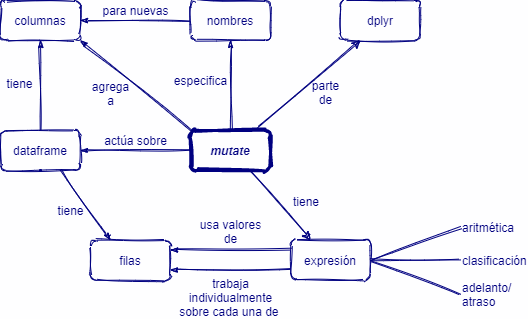 para nuevas
columnas
nombres
dplyr
tiene
agrega
a
especifica
parte
de
dataframe
actúa sobre
mutate
tiene
tiene
usa valores
de
filas
expresión
aritmética
clasificación
adelanto/
atraso
trabaja
individualmente
sobre cada una de